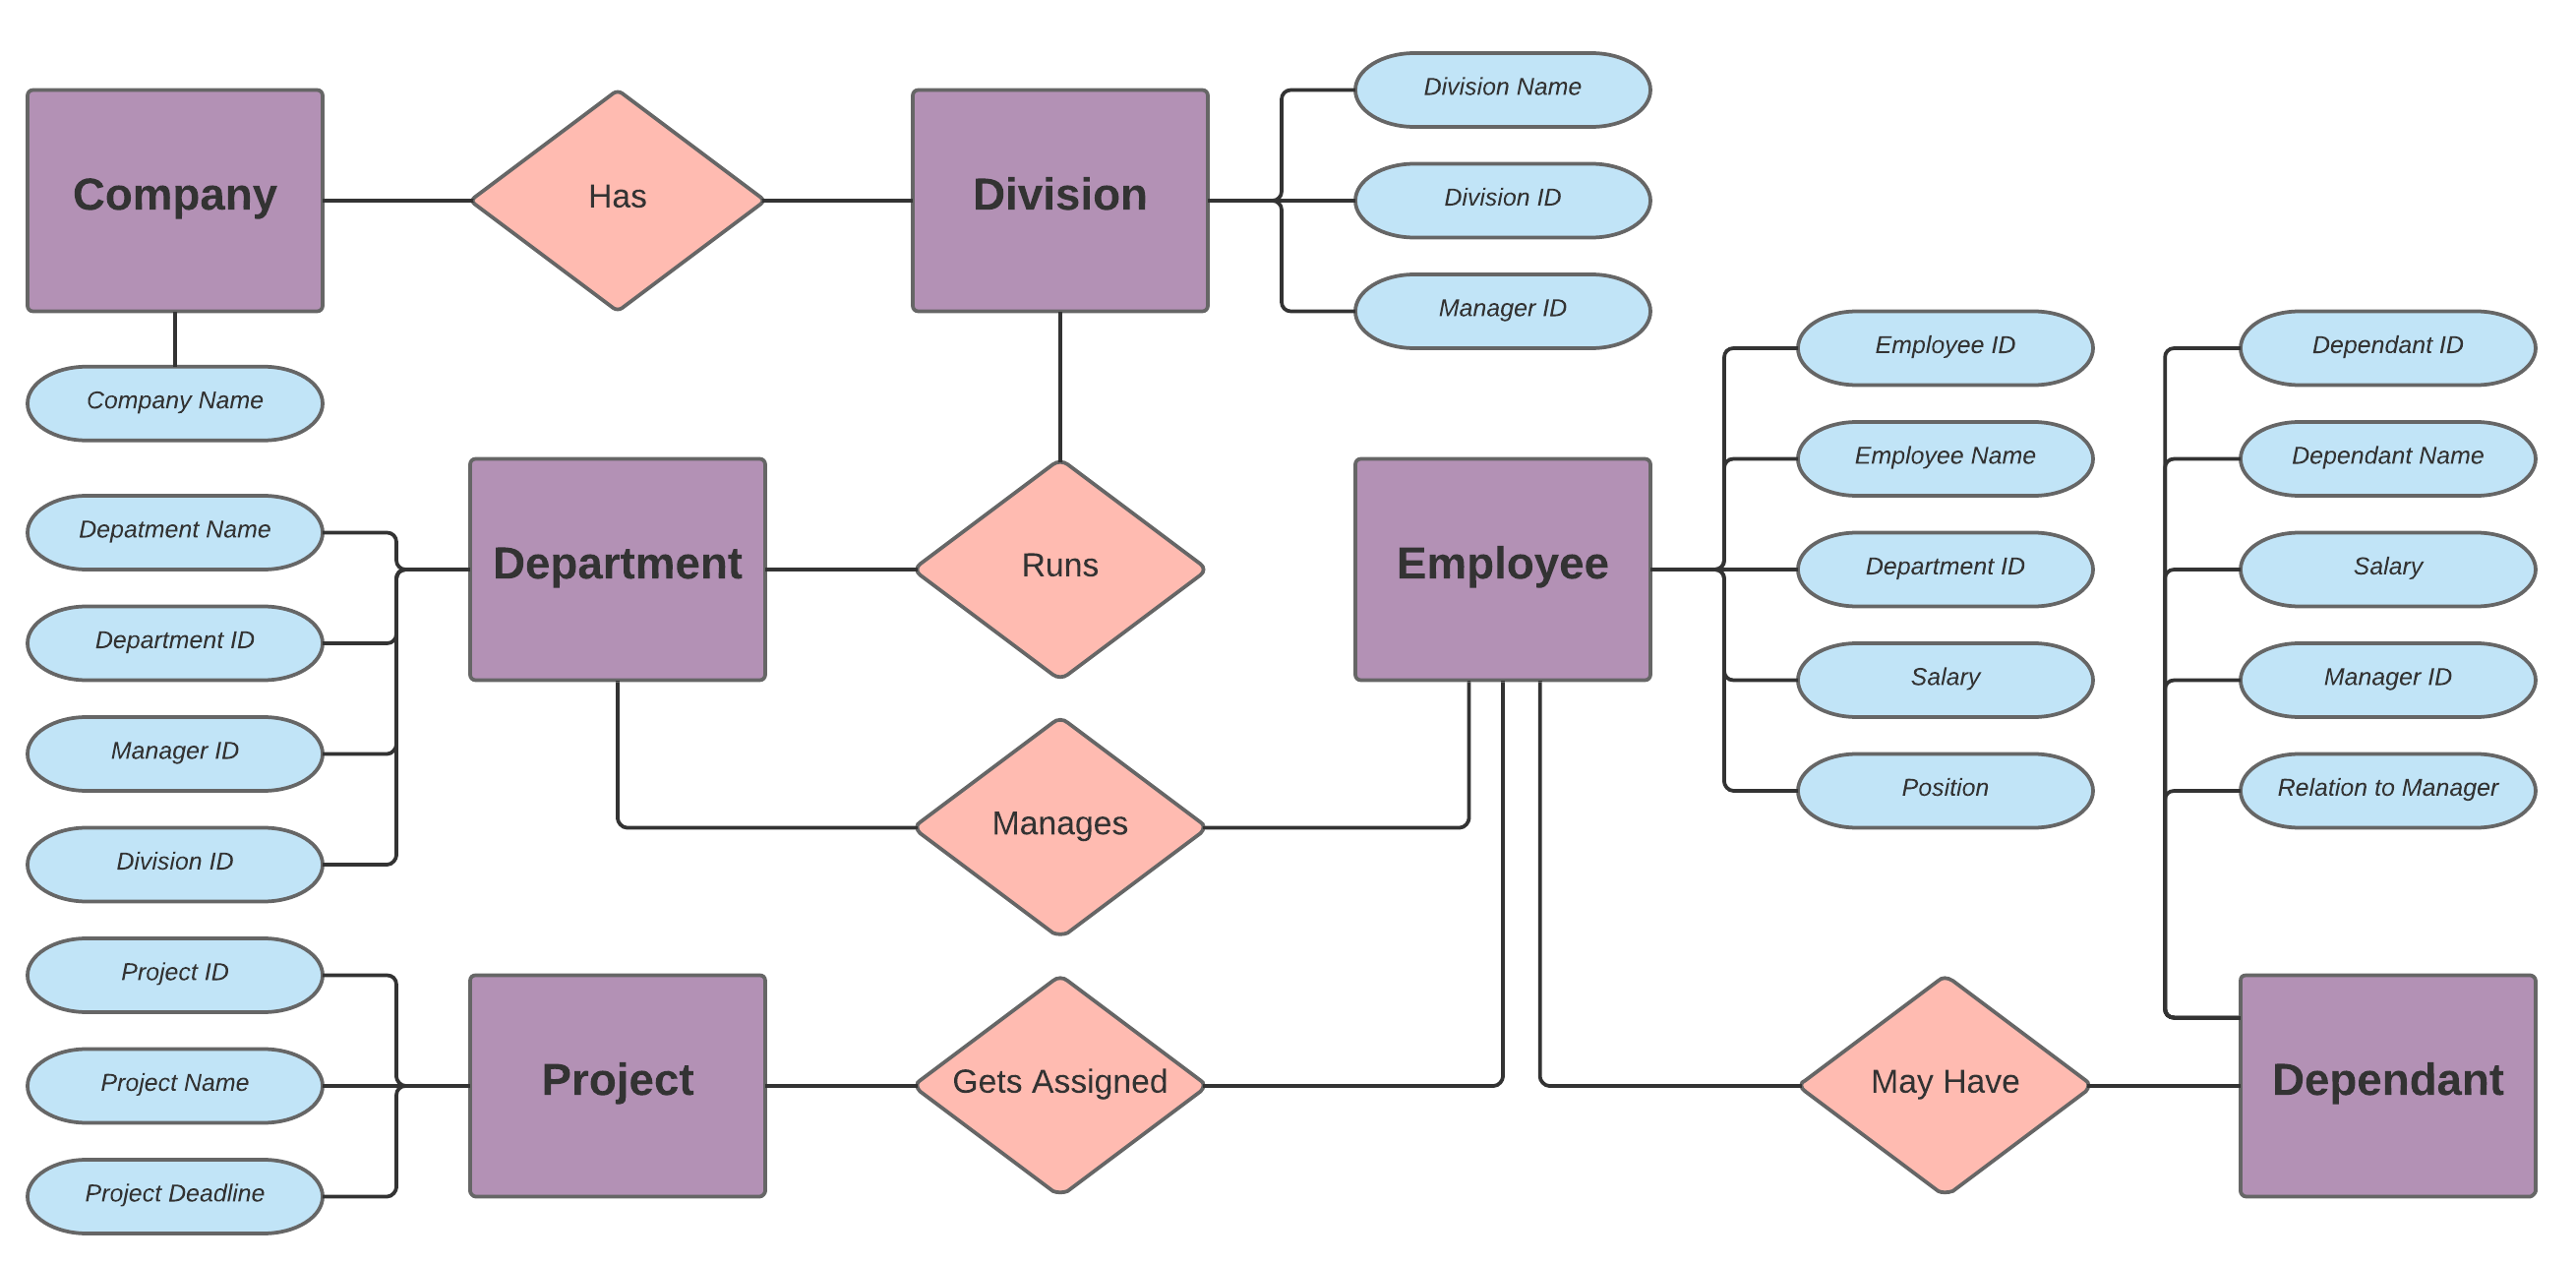 Division Name
Company
Has
Division
Division ID
Manager ID
Company Name
Employee ID
Dependant ID
Employee Name
Dependant Name
Depatment Name
Department
Runs
Employee
Department ID
Salary
Department ID
Salary
Manager ID
Manager ID
Manages
Position
Relation to Manager
Division ID
Project ID
Project Name
Project
Gets Assigned
May Have
Dependant
Project Deadline